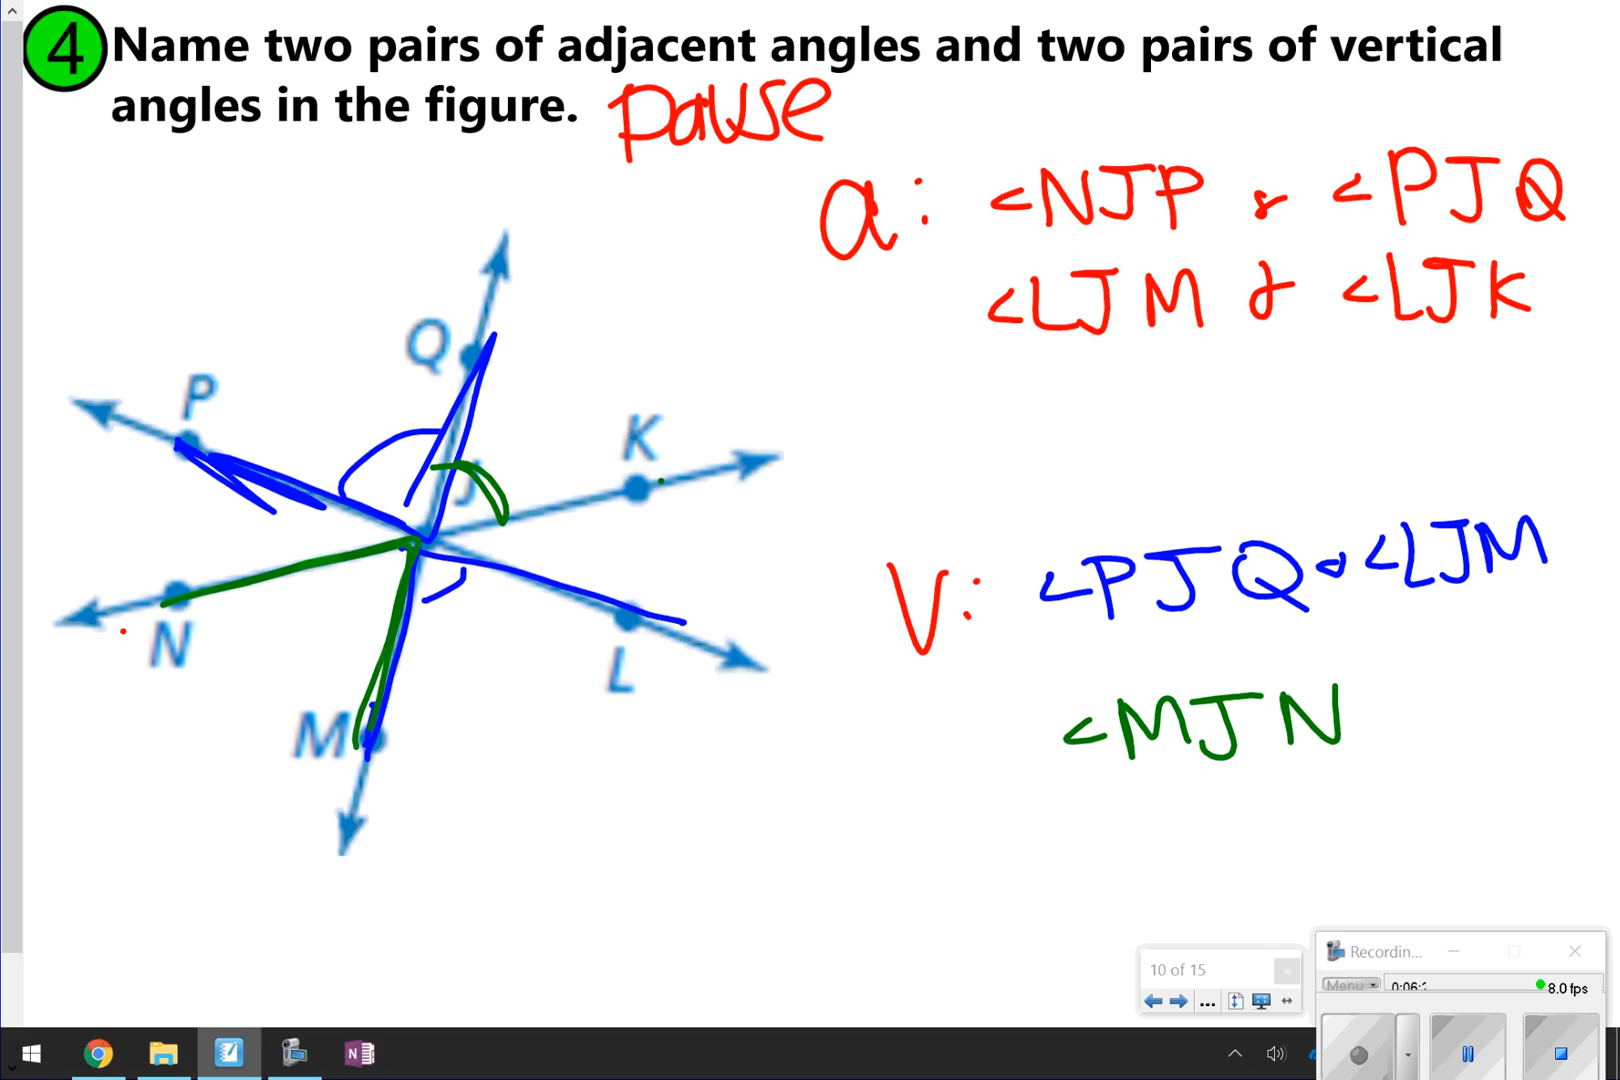 4 Name two pairs of adjacent angles and two pairs of vertical
angles in the figure. pause
a: <NJP & <PJQ
<LJM & <LJK
Q
P
K
J
V: <PJQ & <LJM
N
L
M
<MJN
10 of 15
Recordin...
Menu
8.0 fps